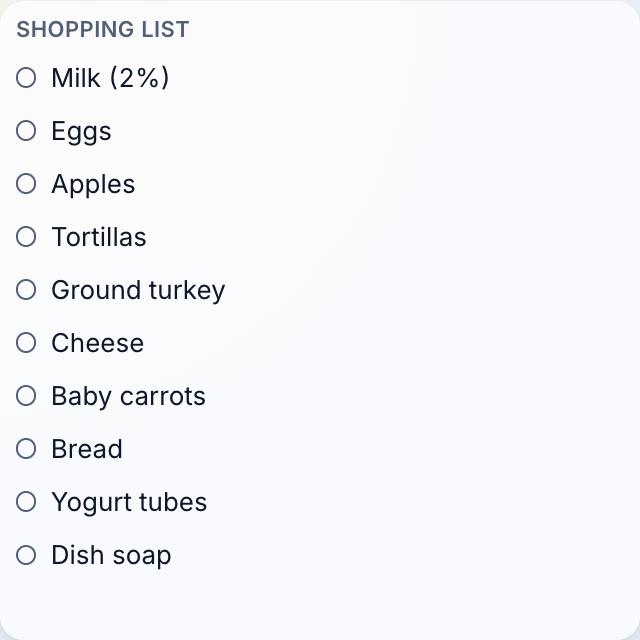 SHOPPING LIST
Milk (2%)
Eggs
Apples
Tortillas
Ground turkey
Cheese
Baby carrots
Bread
Yogurt tubes
Dish soap